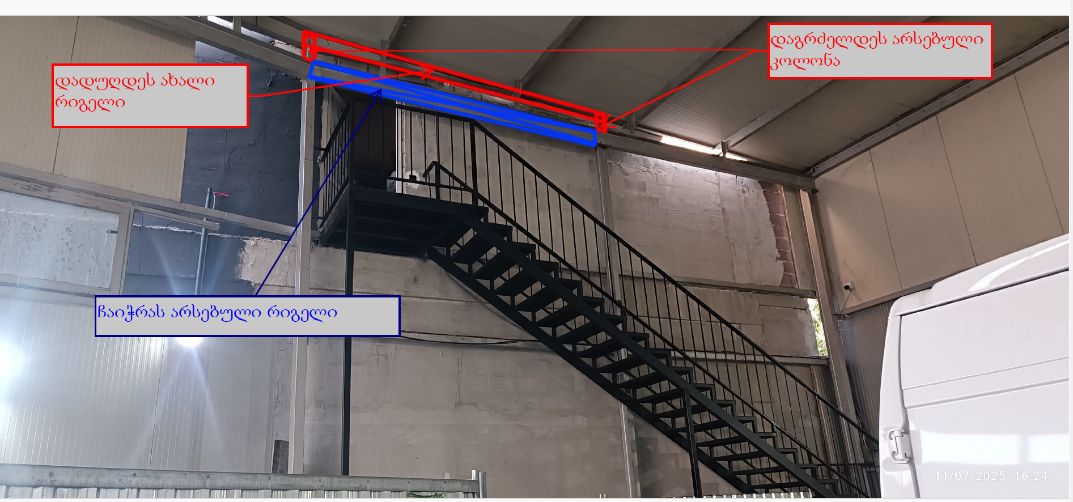 დაგრძელდეს არსებული
კოლონა
დადუღდეს ახალი
რიგელი
ჩაიჭრას არსებული რიგელი
11/07/2025 16:24